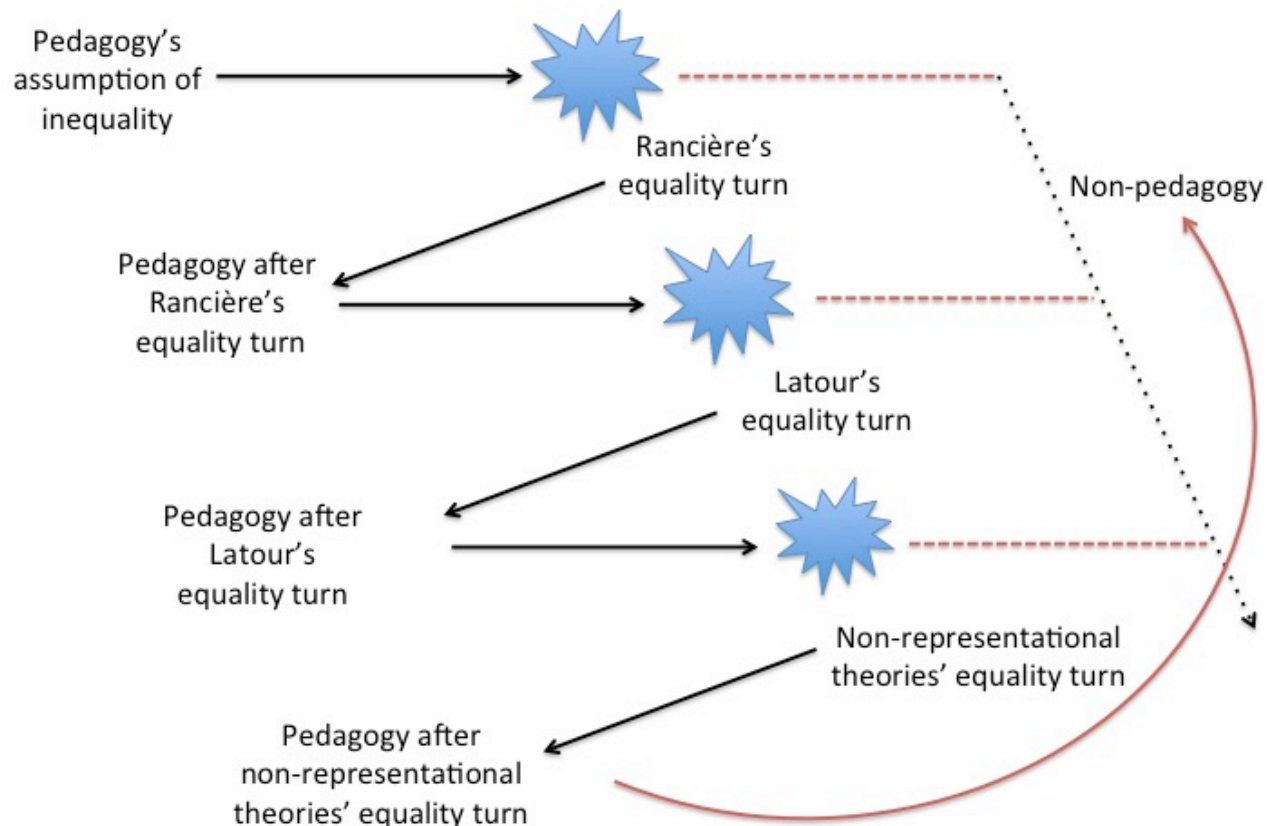 Pedagogy's
assumption of
inequality
Rancière's
equality turn
Non-pedagogy
Pedagogy after
Rancière's
equality turn
Latour's
equality turn
Pedagogy after
Latour's
equality turn
Non-representational
theories' equality turn
Pedagogy after
non-representational
theories' equality turn